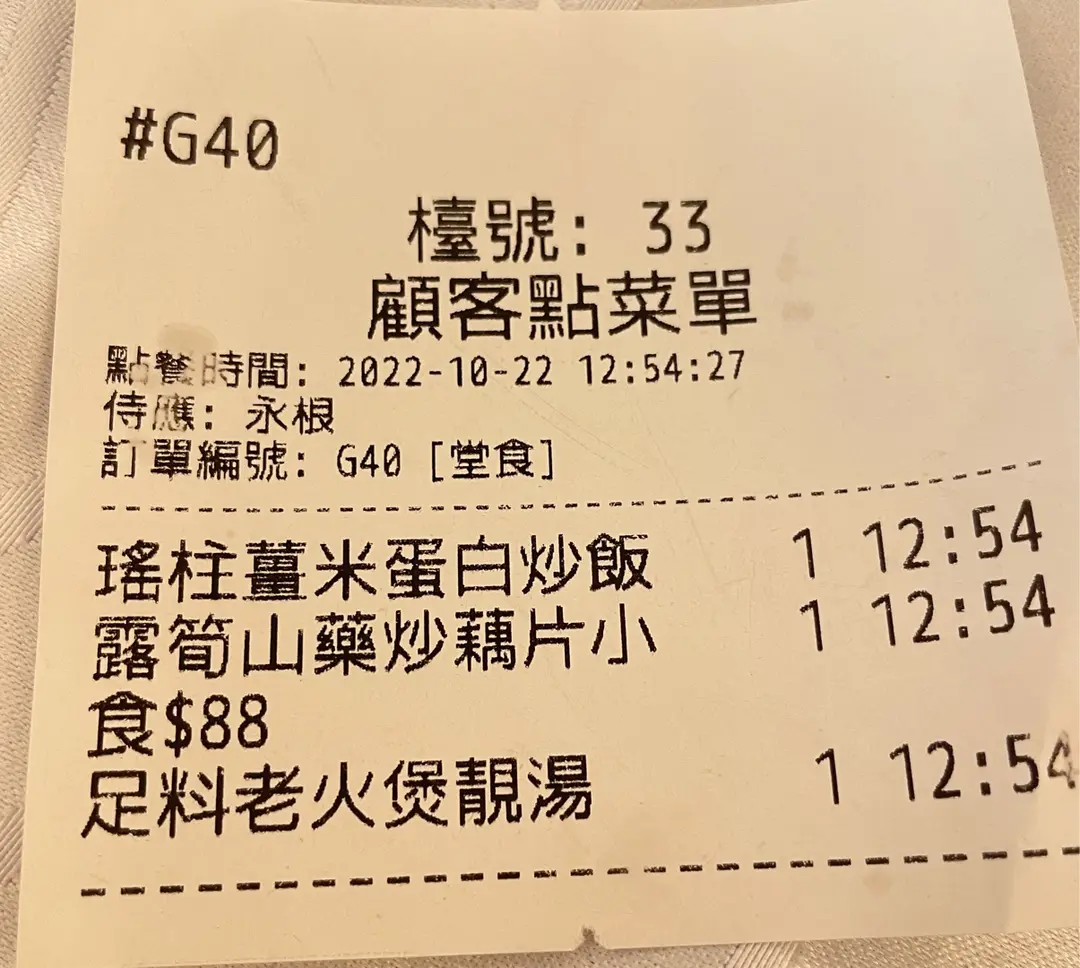 #G40
檯號: 33
顧客點菜單
點餐時間: 2022-10-22 12:54:27
侍應: 永根
訂單編號: G40 [堂食]
瑤柱薑米蛋白炒飯 1 12:54
露筍山藥炒藕片小 1 12:54
食$88
足料老火煲靚湯 1 12:54